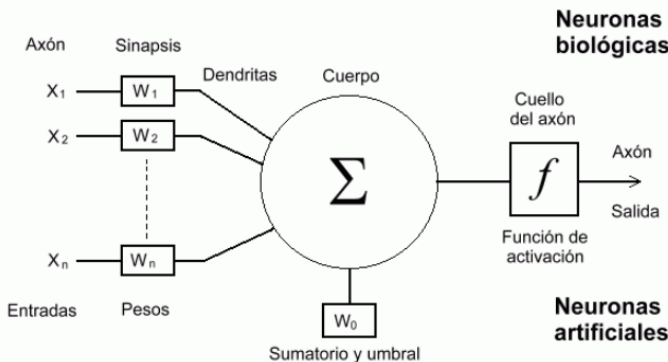 Neuronas
biológicas
Axón
Sinapsis
Dendritas
Cuerpo
Cuello
del axón
X1
W1
X2
W2
Σ
f
Axón
Salida
Xn
Wn
Función de
activación
Entradas
Pesos
W0
Sumatorio y umbral
Neuronas
artificiales